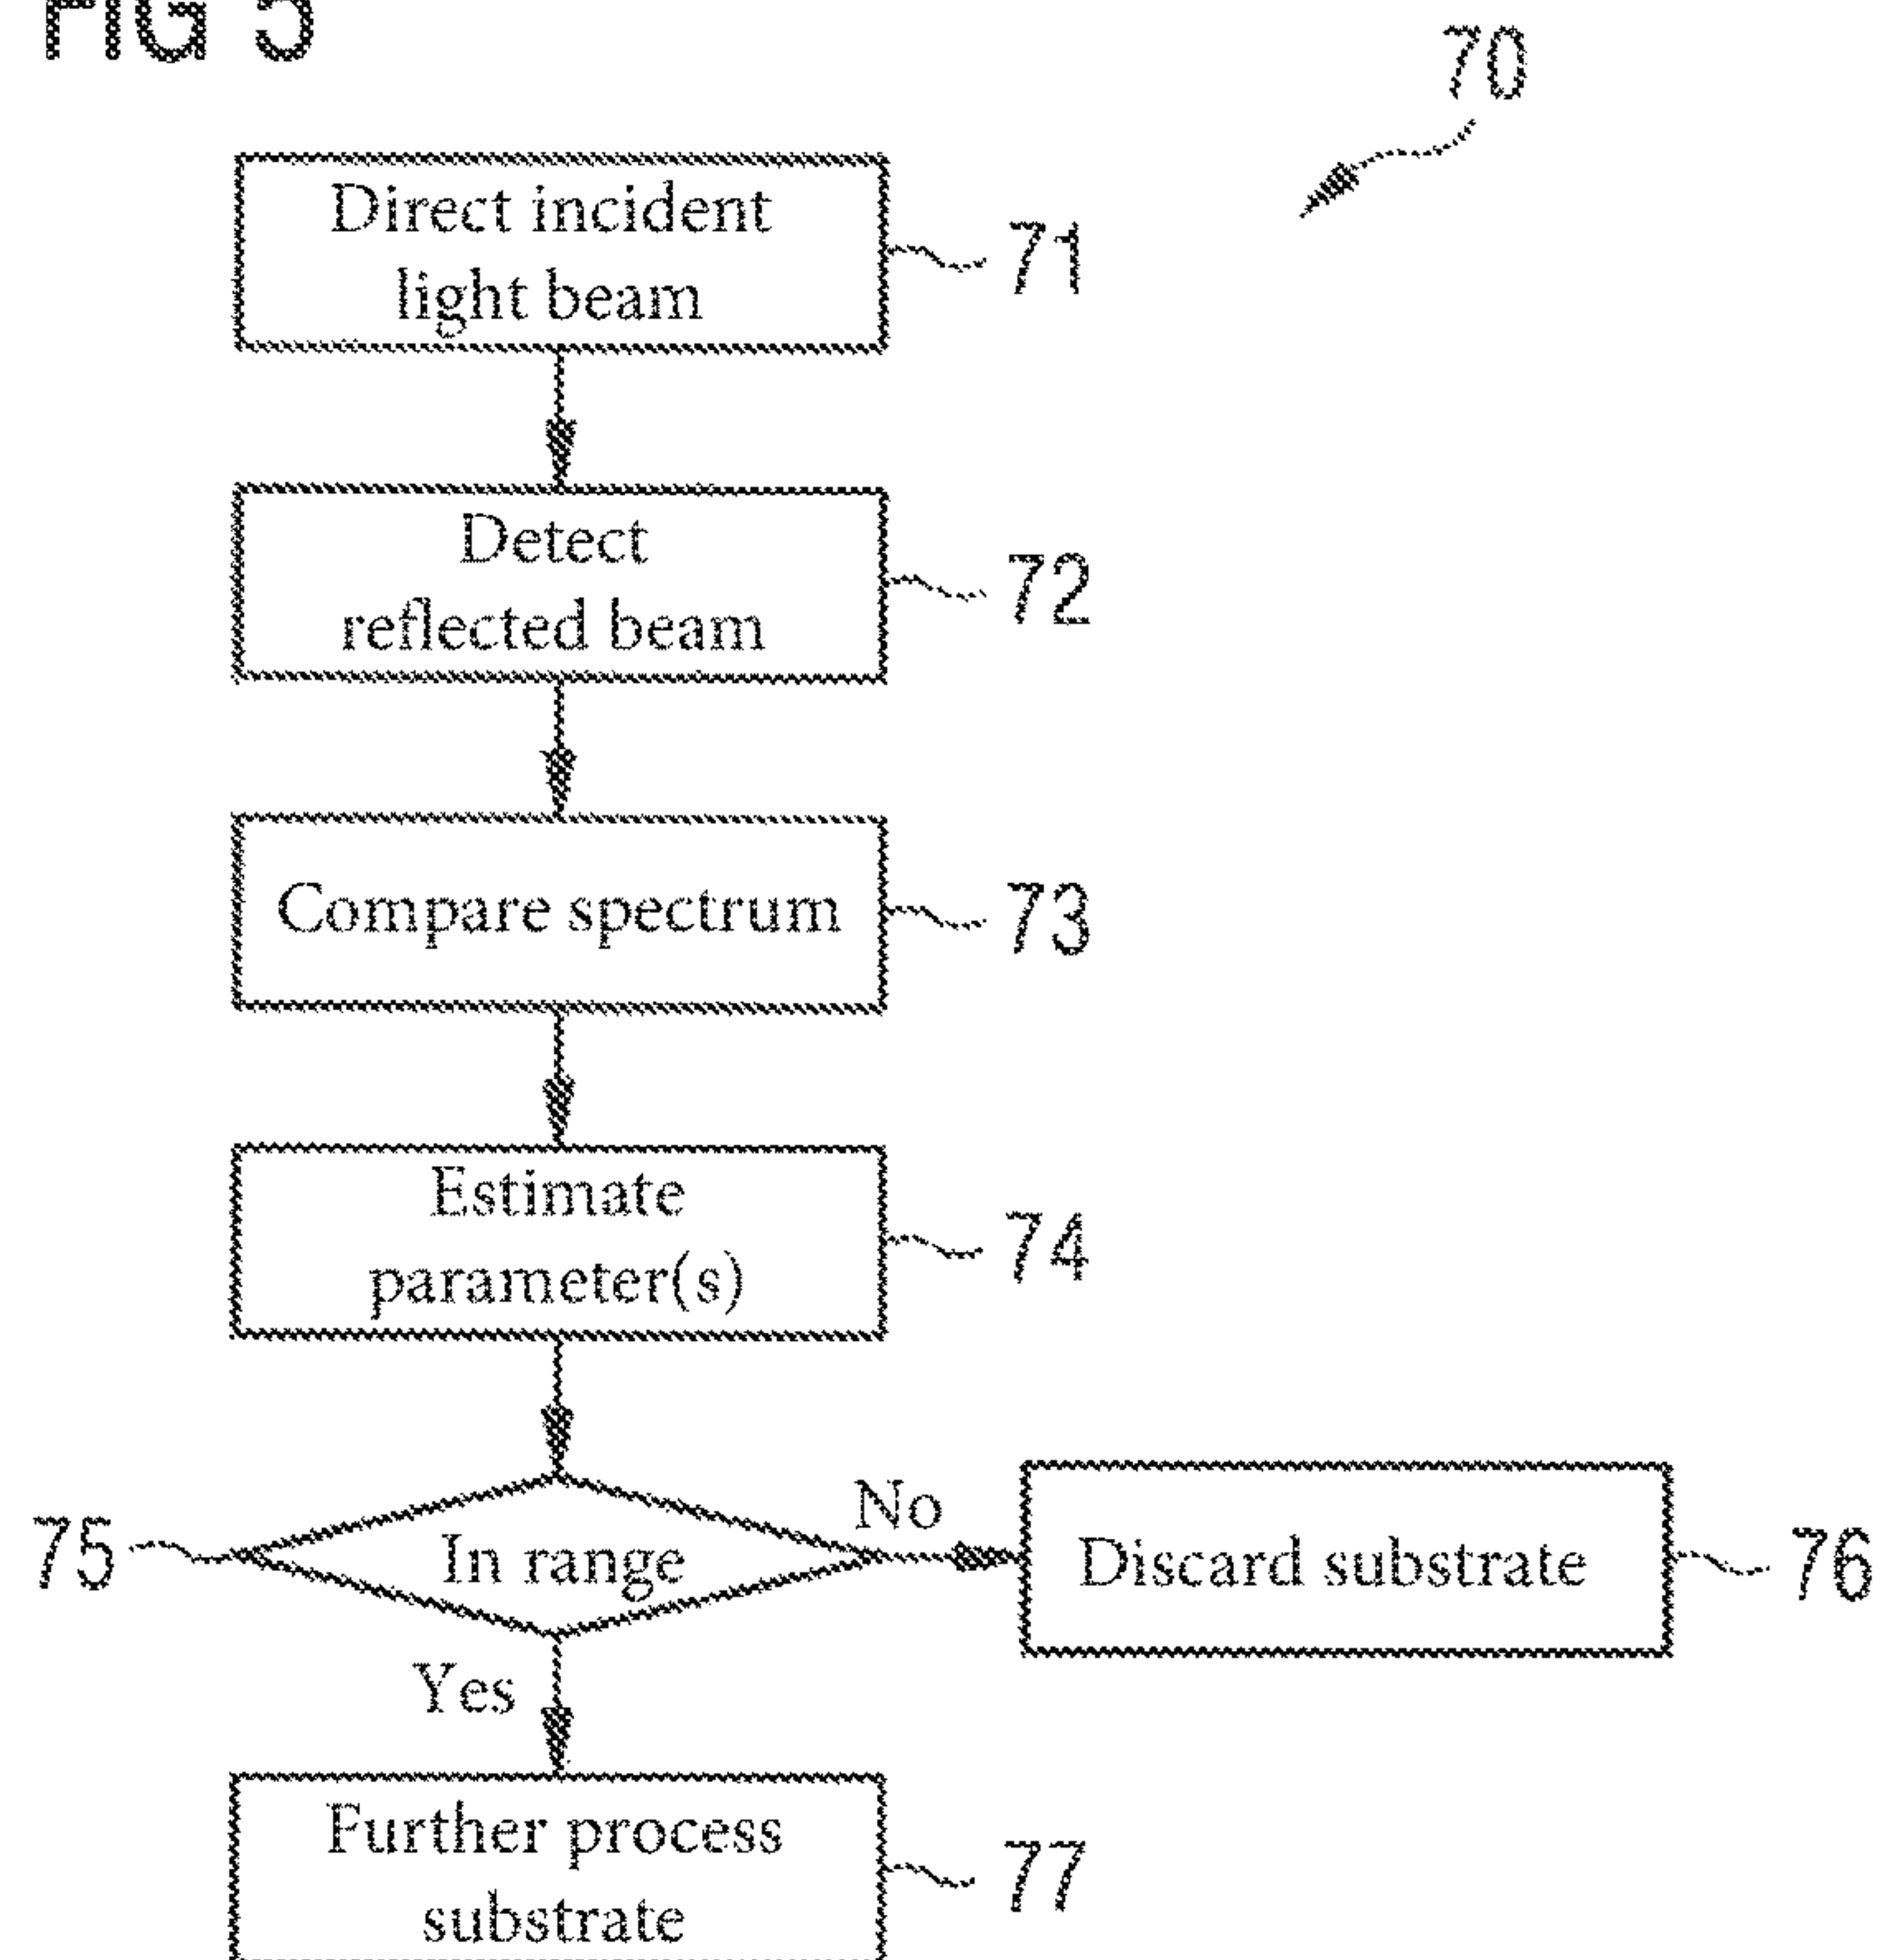 FIG 5
70
Direct incident
light beam
71
Detect
reflected beam
72
Compare spectrum
73
Estimate
parameter(s)
74
75
In range
No
Discard substrate
76
Yes
Further process
substrate
77